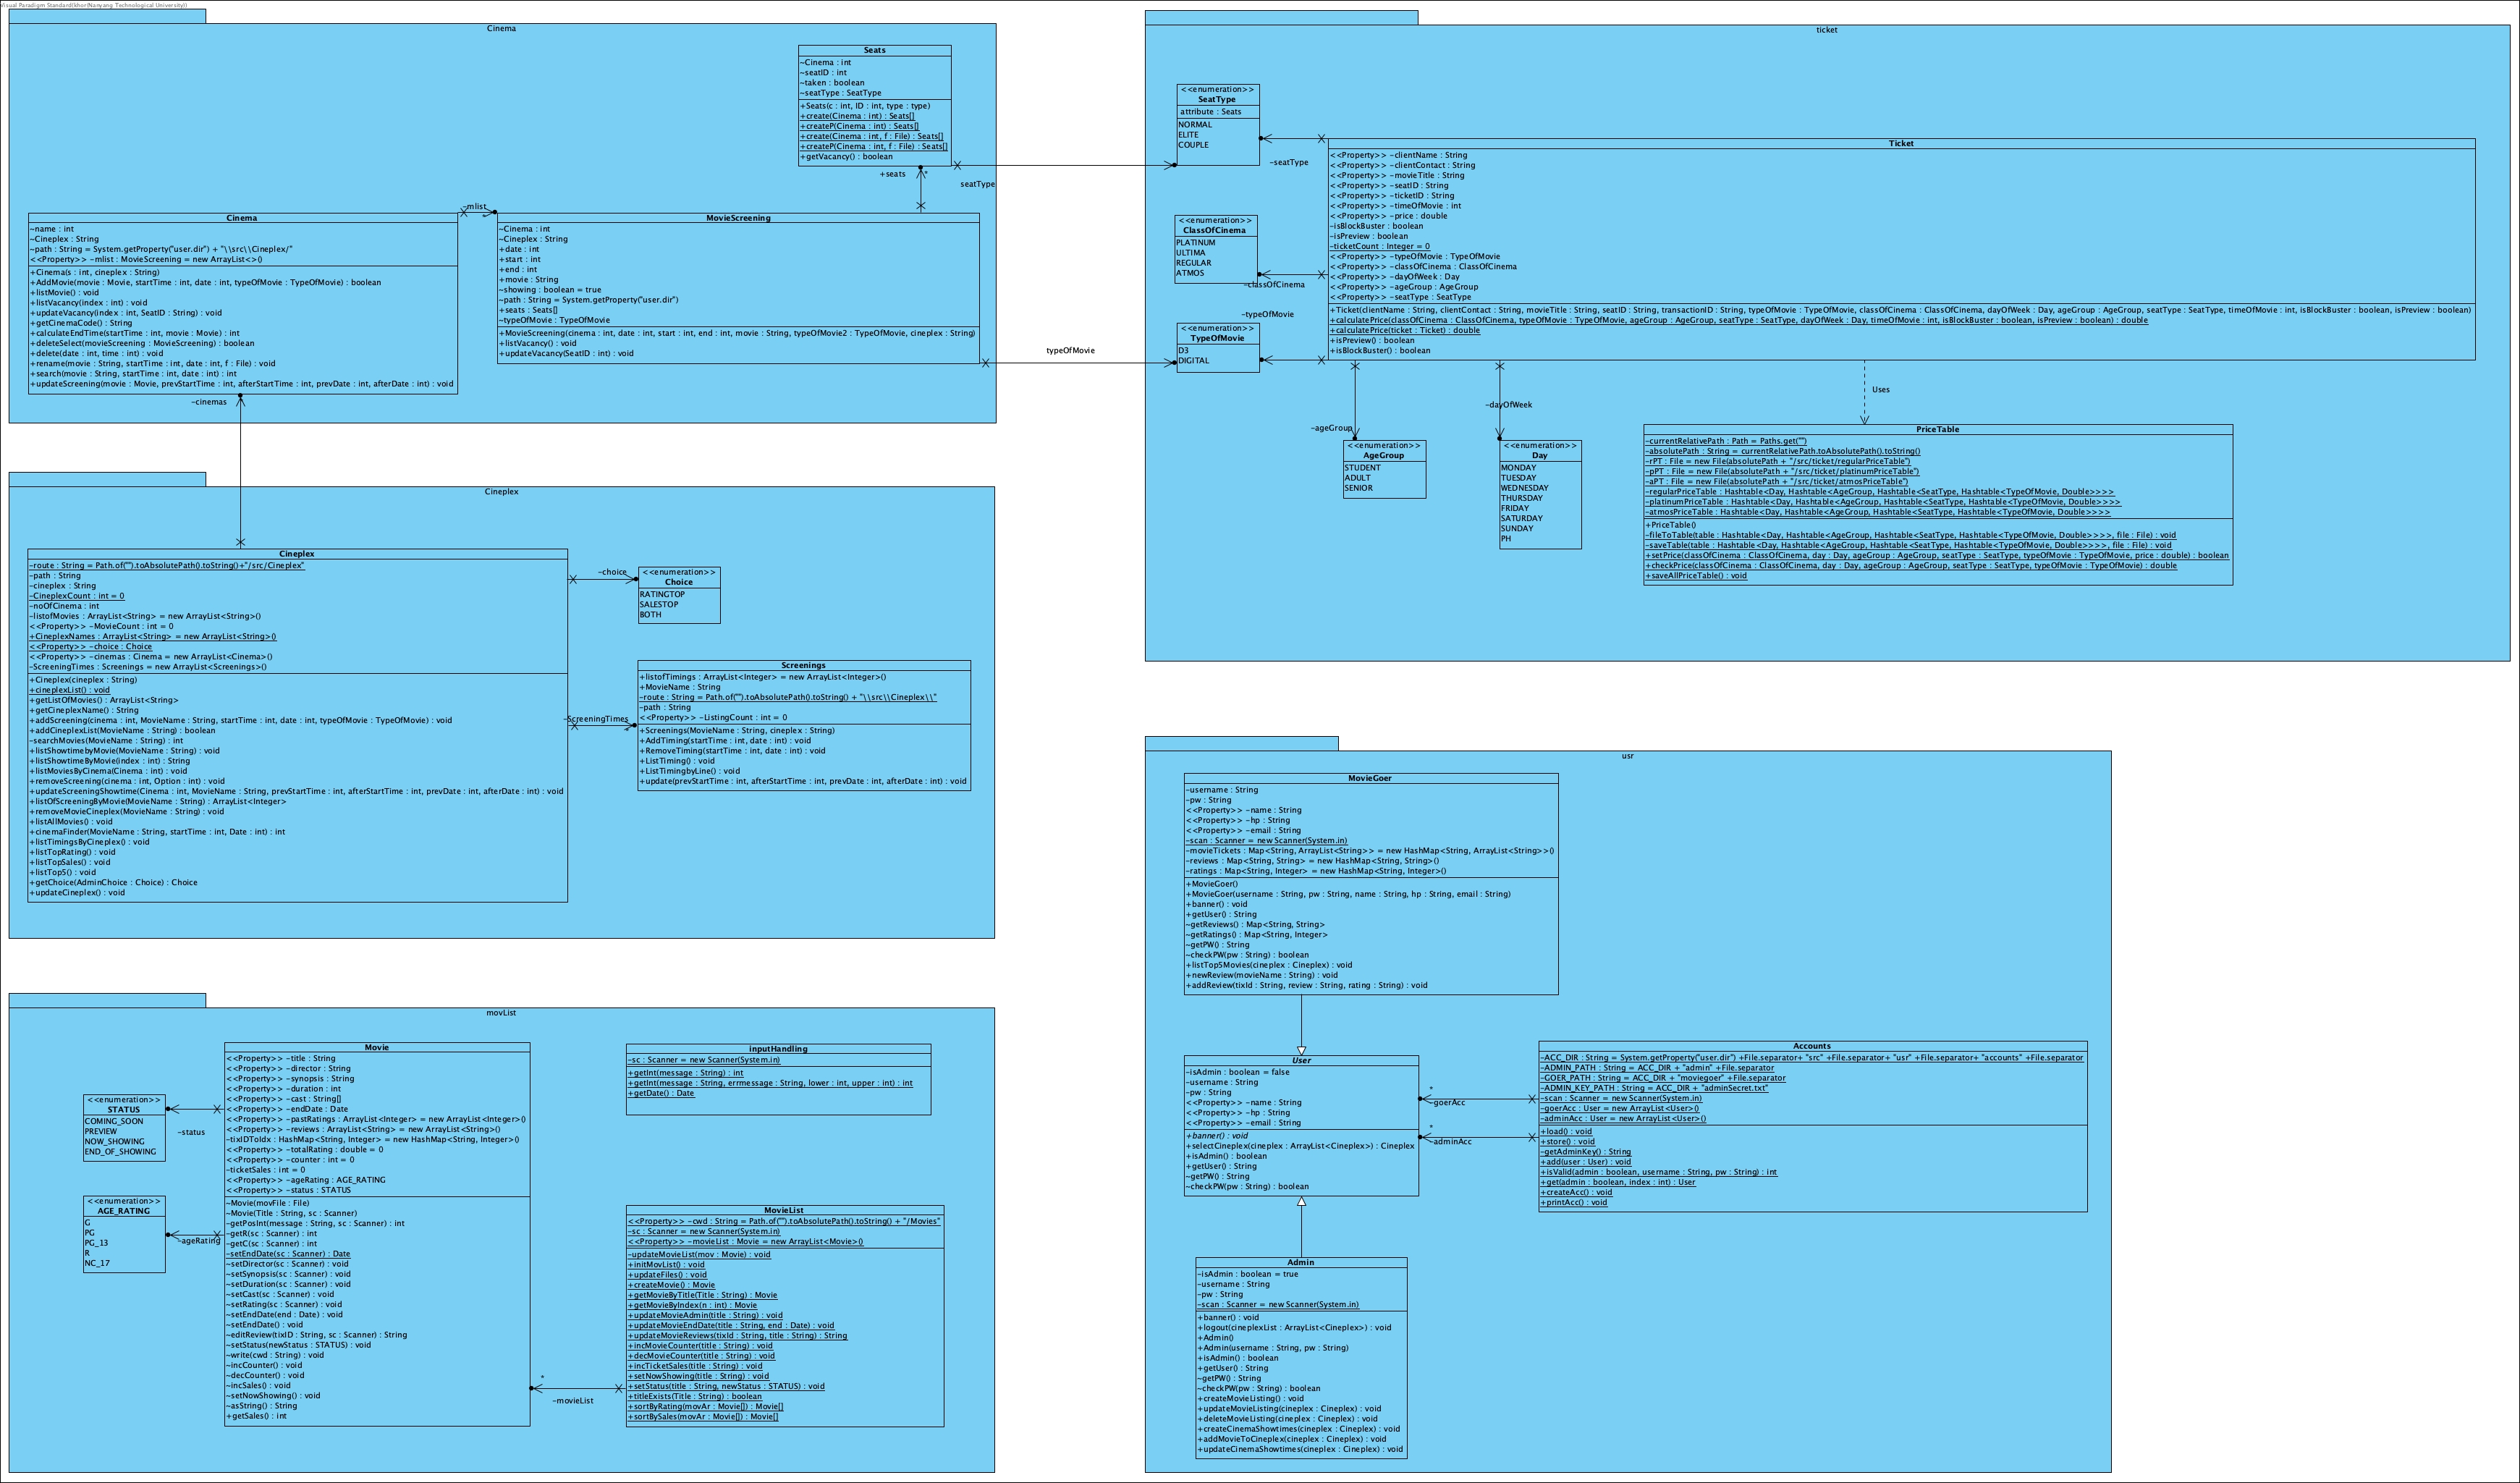 Visual Paradigm Standard(khor(Nanyang Technological University))
Cinema
Seats
~Cinema : int
~seatID : int
~taken : boolean
~seatType : SeatType
+Seats(c : int, ID : int, type : type)
+create(Cinema : int) : Seats[]
+createP(Cinema : int) : Seats[]
+create(Cinema : int, f : File) : Seats[]
+createP(Cinema : int, f : File) : Seats[]
+getVacancy() : boolean
+seats
*
seatType
-mlist
*
Cinema
~name : int
~Cineplex : String
~path : String = System.getProperty("user.dir") + "\\src\\Cineplex/"
<<Property>> -mlist : MovieScreening = new ArrayList<>()
+Cinema(s : int, cineplex : String)
+AddMovie(movie : Movie, startTime : int, date : int, typeOfMovie : TypeOfMovie) : boolean
+listMovie() : void
+listVacancy(index : int) : void
+updateVacancy(index : int, SeatID : String) : void
+getCinemaCode() : String
+calculateEndTime(startTime : int, movie : Movie) : int
+deleteSelect(movieScreening : MovieScreening) : boolean
+delete(date : int, time : int) : void
+rename(movie : String, startTime : int, date : int, f : File) : void
+search(movie : String, startTime : int, date : int) : int
+updateScreening(movie : Movie, prevStartTime : int, afterStartTime : int, prevDate : int, afterDate : int) : void
MovieScreening
~Cinema : int
~Cineplex : String
+date : int
+start : int
+end : int
+movie : String
~showing : boolean = true
~path : String = System.getProperty("user.dir")
+seats : Seats[]
~typeOfMovie : TypeOfMovie
+MovieScreening(cinema : int, date : int, start : int, end : int, movie : String, typeOfMovie2 : TypeOfMovie, cineplex : String)
+listVacancy() : void
+updateVacancy(SeatID : int) : void
typeOfMovie
-cinemas
ticket
<<enumeration>>
SeatType
attribute : Seats
NORMAL
ELITE
COUPLE
-seatType
<<enumeration>>
ClassOfCinema
PLATINUM
ULTIMA
REGULAR
ATMOS
-classOfCinema
-typeOfMovie
<<enumeration>>
TypeOfMovie
D3
DIGITAL
Ticket
<<Property>> -clientName : String
<<Property>> -clientContact : String
<<Property>> -movieTitle : String
<<Property>> -seatID : String
<<Property>> -ticketID : String
<<Property>> -timeOfMovie : int
<<Property>> -price : double
-isBlockBuster : boolean
-isPreview : boolean
-ticketCount : Integer = 0
<<Property>> -typeOfMovie : TypeOfMovie
<<Property>> -classOfCinema : ClassOfCinema
<<Property>> -dayOfWeek : Day
<<Property>> -ageGroup : AgeGroup
<<Property>> -seatType : SeatType
+Ticket(clientName : String, clientContact : String, movieTitle : String, seatID : String, transactionID : String, typeOfMovie : TypeOfMovie, classOfCinema : ClassOfCinema, dayOfWeek : Day, ageGroup : AgeGroup, seatType : SeatType, timeOfMovie : int, isBlockBuster : boolean, isPreview : boolean)
+calculatePrice(classOfCinema : ClassOfCinema, typeOfMovie : TypeOfMovie, ageGroup : AgeGroup, seatType : SeatType, dayOfWeek : Day, timeOfMovie : int, isBlockBuster : boolean, isPreview : boolean) : double
+calculatePrice(ticket : Ticket) : double
+isPreview() : boolean
+isBlockBuster() : boolean
Uses
-dayOfWeek
-ageGroup
<<enumeration>>
AgeGroup
STUDENT
ADULT
SENIOR
<<enumeration>>
Day
MONDAY
TUESDAY
WEDNESDAY
THURSDAY
FRIDAY
SATURDAY
SUNDAY
PH
PriceTable
-currentRelativePath : Path = Paths.get("")
-absolutePath : String = currentRelativePath.toAbsolutePath().toString()
-rPT : File = new File(absolutePath + "/src/ticket/regularPriceTable")
-pPT : File = new File(absolutePath + "/src/ticket/platinumPriceTable")
-aPT : File = new File(absolutePath + "/src/ticket/atmosPriceTable")
-regularPriceTable : Hashtable<Day, Hashtable<AgeGroup, Hashtable<SeatType, Hashtable<TypeOfMovie, Double>>>>
-platinumPriceTable : Hashtable<Day, Hashtable<AgeGroup, Hashtable<SeatType, Hashtable<TypeOfMovie, Double>>>>
-atmosPriceTable : Hashtable<Day, Hashtable<AgeGroup, Hashtable<SeatType, Hashtable<TypeOfMovie, Double>>>>
+PriceTable()
-fileToTable(table : Hashtable<Day, Hashtable<AgeGroup, Hashtable<SeatType, Hashtable<TypeOfMovie, Double>>>>, file : File) : void
-saveTable(table : Hashtable<Day, Hashtable<AgeGroup, Hashtable<SeatType, Hashtable<TypeOfMovie, Double>>>>, file : File) : void
+setPrice(classOfCinema : ClassOfCinema, day : Day, ageGroup : AgeGroup, seatType : SeatType, typeOfMovie : TypeOfMovie, price : double) : boolean
+checkPrice(classOfCinema : ClassOfCinema, day : Day, ageGroup : AgeGroup, seatType : SeatType, typeOfMovie : TypeOfMovie) : double
+saveAllPriceTable() : void
Cineplex
Cineplex
-route : String = Path.of("").toAbsolutePath().toString()+"/src/Cineplex"
-path : String
-cineplex : String
-CineplexCount : int = 0
-noOfCinema : int
-listofMovies : ArrayList<String> = new ArrayList<String>()
<<Property>> -MovieCount : int = 0
+CineplexNames : ArrayList<String> = new ArrayList<String>()
<<Property>> -choice : Choice
<<Property>> -cinemas : Cinema = new ArrayList<Cinema>()
-ScreeningTimes : Screenings = new ArrayList<Screenings>()
+Cineplex(cineplex : String)
+cineplexList() : void
+getListOfMovies() : ArrayList<String>
+getCineplexName() : String
+addScreening(cinema : int, MovieName : String, startTime : int, date : int, typeOfMovie : TypeOfMovie) : void
+addCineplexList(MovieName : String) : boolean
-searchMovies(MovieName : String) : int
+listShowtimebyMovie(MovieName : String) : void
+listShowtimeByMovie(index : int) : String
+listMoviesByCinema(Cinema : int) : void
+removeScreening(cinema : int, Option : int) : void
+updateScreeningShowtime(Cinema : int, MovieName : String, prevStartTime : int, afterStartTime : int, prevDate : int, afterDate : int) : void
+listOfScreeningByMovie(MovieName : String) : ArrayList<Integer>
+removeMovieCineplex(MovieName : String) : void
+listAllMovies() : void
+cinemaFinder(MovieName : String, startTime : int, Date : int) : int
+listTimingsByCineplex() : void
+listTopRating() : void
+listTopSales() : void
+listTop5() : void
+getChoice(AdminChoice : Choice) : Choice
+updateCineplex() : void
-choice
<<enumeration>>
Choice
RATINGTOP
SALESTOP
BOTH
-ScreeningTimes
*
Screenings
+listofTimings : ArrayList<Integer> = new ArrayList<Integer>()
+MovieName : String
-route : String = Path.of("").toAbsolutePath().toString() + "\\src\\Cineplex\\"
-path : String
<<Property>> -ListingCount : int = 0
+Screenings(MovieName : String, cineplex : String)
+AddTiming(startTime : int, date : int) : void
+RemoveTiming(startTime : int, date : int) : void
+ListTiming() : void
+ListTimingbyLine() : void
+update(prevStartTime : int, afterStartTime : int, prevDate : int, afterDate : int) : void
movList
<<enumeration>>
STATUS
COMING_SOON
PREVIEW
NOW_SHOWING
END_OF_SHOWING
-status
<<enumeration>>
AGE_RATING
G
PG
PG_13
R
NC_17
-ageRating
Movie
<<Property>> -title : String
<<Property>> -director : String
<<Property>> -synopsis : String
<<Property>> -duration : int
<<Property>> -cast : String[]
<<Property>> -endDate : Date
<<Property>> -pastRatings : ArrayList<Integer> = new ArrayList<Integer>()
<<Property>> -reviews : ArrayList<String> = new ArrayList<String>()
-tixIDToIdx : HashMap<String, Integer> = new HashMap<String, Integer>()
<<Property>> -totalRating : double = 0
<<Property>> -counter : int = 0
-ticketSales : int = 0
<<Property>> -ageRating : AGE_RATING
<<Property>> -status : STATUS
~Movie(movFile : File)
~Movie(Title : String, sc : Scanner)
-getPosInt(message : String, sc : Scanner) : int
-getR(sc : Scanner) : int
-getC(sc : Scanner) : int
-setEndDate(sc : Scanner) : Date
~setDirector(sc : Scanner) : void
~setSynopsis(sc : Scanner) : void
~setDuration(sc : Scanner) : void
~setCast(sc : Scanner) : void
~setRating(sc : Scanner) : void
~setEndDate(end : Date) : void
~setEndDate() : void
~editReview(tixID : String, sc : Scanner) : String
~setStatus(newStatus : STATUS) : void
~write(cwd : String) : void
~incCounter() : void
~decCounter() : void
~incSales() : void
~setNowShowing() : void
~asString() : String
+getSales() : int
inputHandling
-sc : Scanner = new Scanner(System.in)
+getInt(message : String) : int
+getInt(message : String, errmessage : String, lower : int, upper : int) : int
+getDate() : Date
MovieList
<<Property>> -cwd : String = Path.of("").toAbsolutePath().toString() + "/Movies"
-sc : Scanner = new Scanner(System.in)
<<Property>> -movieList : Movie = new ArrayList<Movie>()
-updateMovieList(mov : Movie) : void
+initMovList() : void
+updateFiles() : void
+createMovie() : Movie
+getMovieByTitle(Title : String) : Movie
+getMovieByIndex(n : int) : Movie
+updateMovieAdmin(title : String) : void
+updateMovieEndDate(title : String, end : Date) : void
+updateMovieReviews(tixId : String, title : String) : String
+incMovieCounter(title : String) : void
+decMovieCounter(title : String) : void
+incTicketSales(title : String) : void
+setNowShowing(title : String) : void
+setStatus(title : String, newStatus : STATUS) : void
+titleExists(Title : String) : boolean
+sortByRating(movAr : Movie[]) : Movie[]
+sortBySales(movAr : Movie[]) : Movie[]
*
-movieList
usr
MovieGoer
-username : String
-pw : String
<<Property>> -name : String
<<Property>> -hp : String
<<Property>> -email : String
-scan : Scanner = new Scanner(System.in)
-movieTickets : Map<String, ArrayList<String>> = new HashMap<String, ArrayList<String>>()
-reviews : Map<String, String> = new HashMap<String, String>()
-ratings : Map<String, Integer> = new HashMap<String, Integer>()
+MovieGoer()
+MovieGoer(username : String, pw : String, name : String, hp : String, email : String)
+banner() : void
+getUser() : String
~getReviews() : Map<String, String>
~getRatings() : Map<String, Integer>
~getPW() : String
~checkPW(pw : String) : boolean
+listTop5Movies(cineplex : Cineplex) : void
+newReview(movieName : String) : void
+addReview(tixId : String, review : String, rating : String) : void
User
-isAdmin : boolean = false
-username : String
-pw : String
<<Property>> -name : String
<<Property>> -hp : String
<<Property>> -email : String
+banner() : void
+selectCineplex(cineplex : ArrayList<Cineplex>) : Cineplex
+isAdmin() : boolean
+getUser() : String
~getPW() : String
~checkPW(pw : String) : boolean
*
-goerAcc
*
-adminAcc
Accounts
-ACC_DIR : String = System.getProperty("user.dir") +File.separator+ "src" +File.separator+ "usr" +File.separator+ "accounts" +File.separator
-ADMIN_PATH : String = ACC_DIR + "admin" +File.separator
-GOER_PATH : String = ACC_DIR + "moviegoer" +File.separator
-ADMIN_KEY_PATH : String = ACC_DIR + "adminSecret.txt"
-scan : Scanner = new Scanner(System.in)
-goerAcc : User = new ArrayList<User>()
-adminAcc : User = new ArrayList<User>()
+load() : void
+store() : void
-getAdminKey() : String
+add(user : User) : void
+isValid(admin : boolean, username : String, pw : String) : int
+get(admin : boolean, index : int) : User
+createAcc() : void
+printAcc() : void
Admin
-isAdmin : boolean = true
-username : String
-pw : String
-scan : Scanner = new Scanner(System.in)
+banner() : void
+logout(cineplexList : ArrayList<Cineplex>) : void
+Admin()
+Admin(username : String, pw : String)
+isAdmin() : boolean
+getUser() : String
~getPW() : String
~checkPW(pw : String) : boolean
+createMovieListing() : void
+updateMovieListing(cineplex : Cineplex) : void
+deleteMovieListing(cineplex : Cineplex) : void
+createCinemaShowtimes(cineplex : Cineplex) : void
+addMovieToCineplex(cineplex : Cineplex) : void
+updateCinemaShowtimes(cineplex : Cineplex) : void